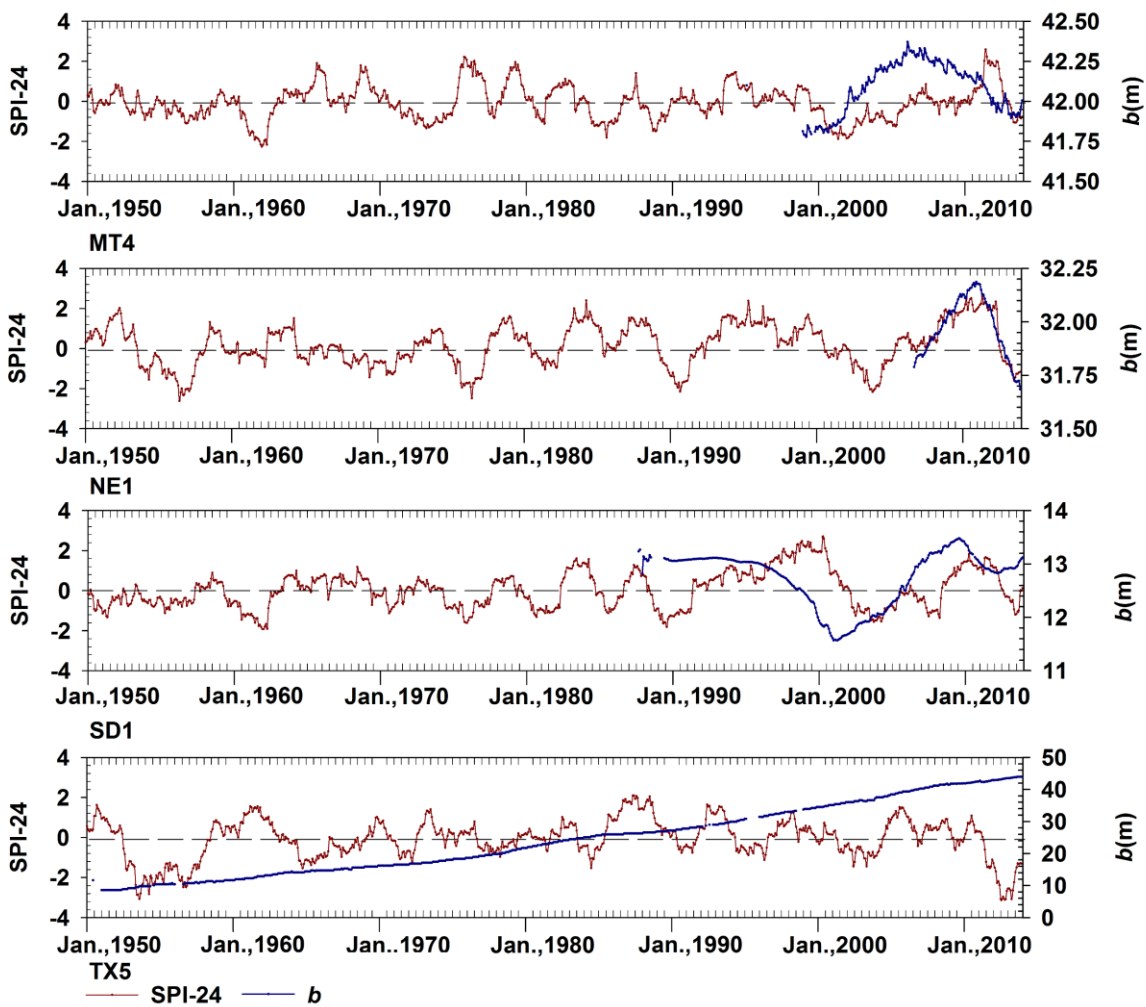 SPI-24
4
2
0
-2
-4
42.50
42.25
42.00
41.75
41.50
b(m)
Jan.,1950 Jan.,1960 Jan.,1970 Jan.,1980 Jan.,1990 Jan.,2000 Jan.,2010
MT4
SPI-24
4
2
0
-2
-4
32.25
32.00
31.75
31.50
b(m)
Jan.,1950 Jan.,1960 Jan.,1970 Jan.,1980 Jan.,1990 Jan.,2000 Jan.,2010
NE1
SPI-24
4
2
0
-2
-4
14
13
12
11
b(m)
Jan.,1950 Jan.,1960 Jan.,1970 Jan.,1980 Jan.,1990 Jan.,2000 Jan.,2010
SD1
SPI-24
4
2
0
-2
-4
50
40
30
20
10
0
b(m)
Jan.,1950 Jan.,1960 Jan..1970 Jan.,1980 Jan.,1990 Jan.,2000 Jan.,2010
TX5
SPI-24 b